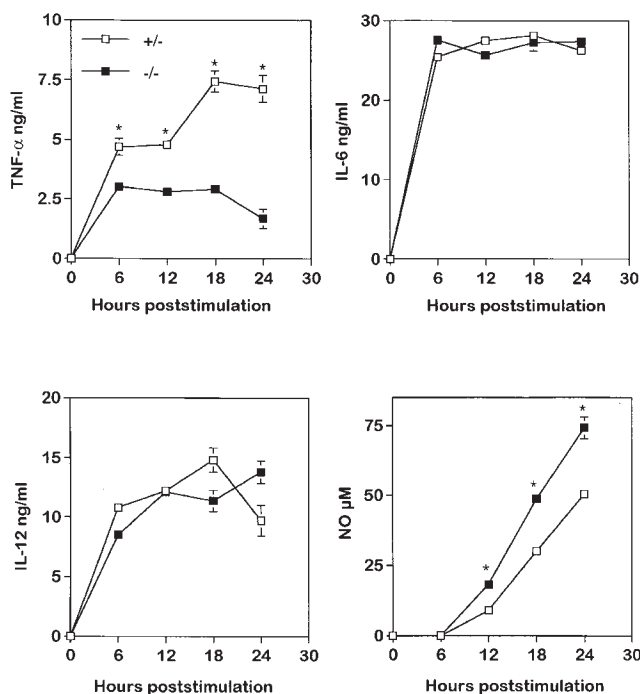 10
7.5
5
2.5
0
TNF-α ng/ml
+/-
-/-
*
*
*
*
0 6 12 18 24 30
Hours poststimulation
30
20
10
0
IL-6 ng/ml
0 6 12 18 24 30
Hours poststimulation
20
15
10
5
0
IL-12 ng/ml
0 6 12 18 24 30
Hours poststimulation
75
50
25
0
NO µM
*
*
*
0 6 12 18 24 30
Hours poststimulation